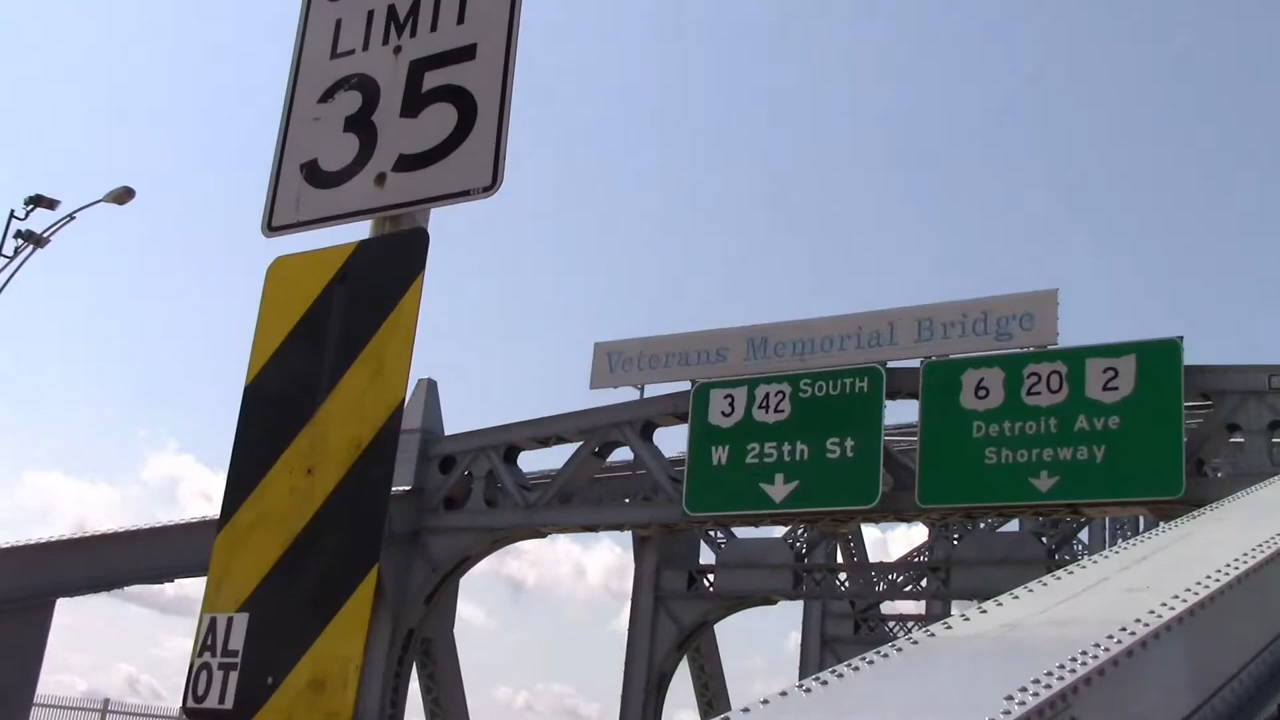 LIMIT
35
Veterans Memorial Bridge
3 42 SOUTH
W 25th St
6 20 2
Detroit Ave
Shoreway
AL
OT